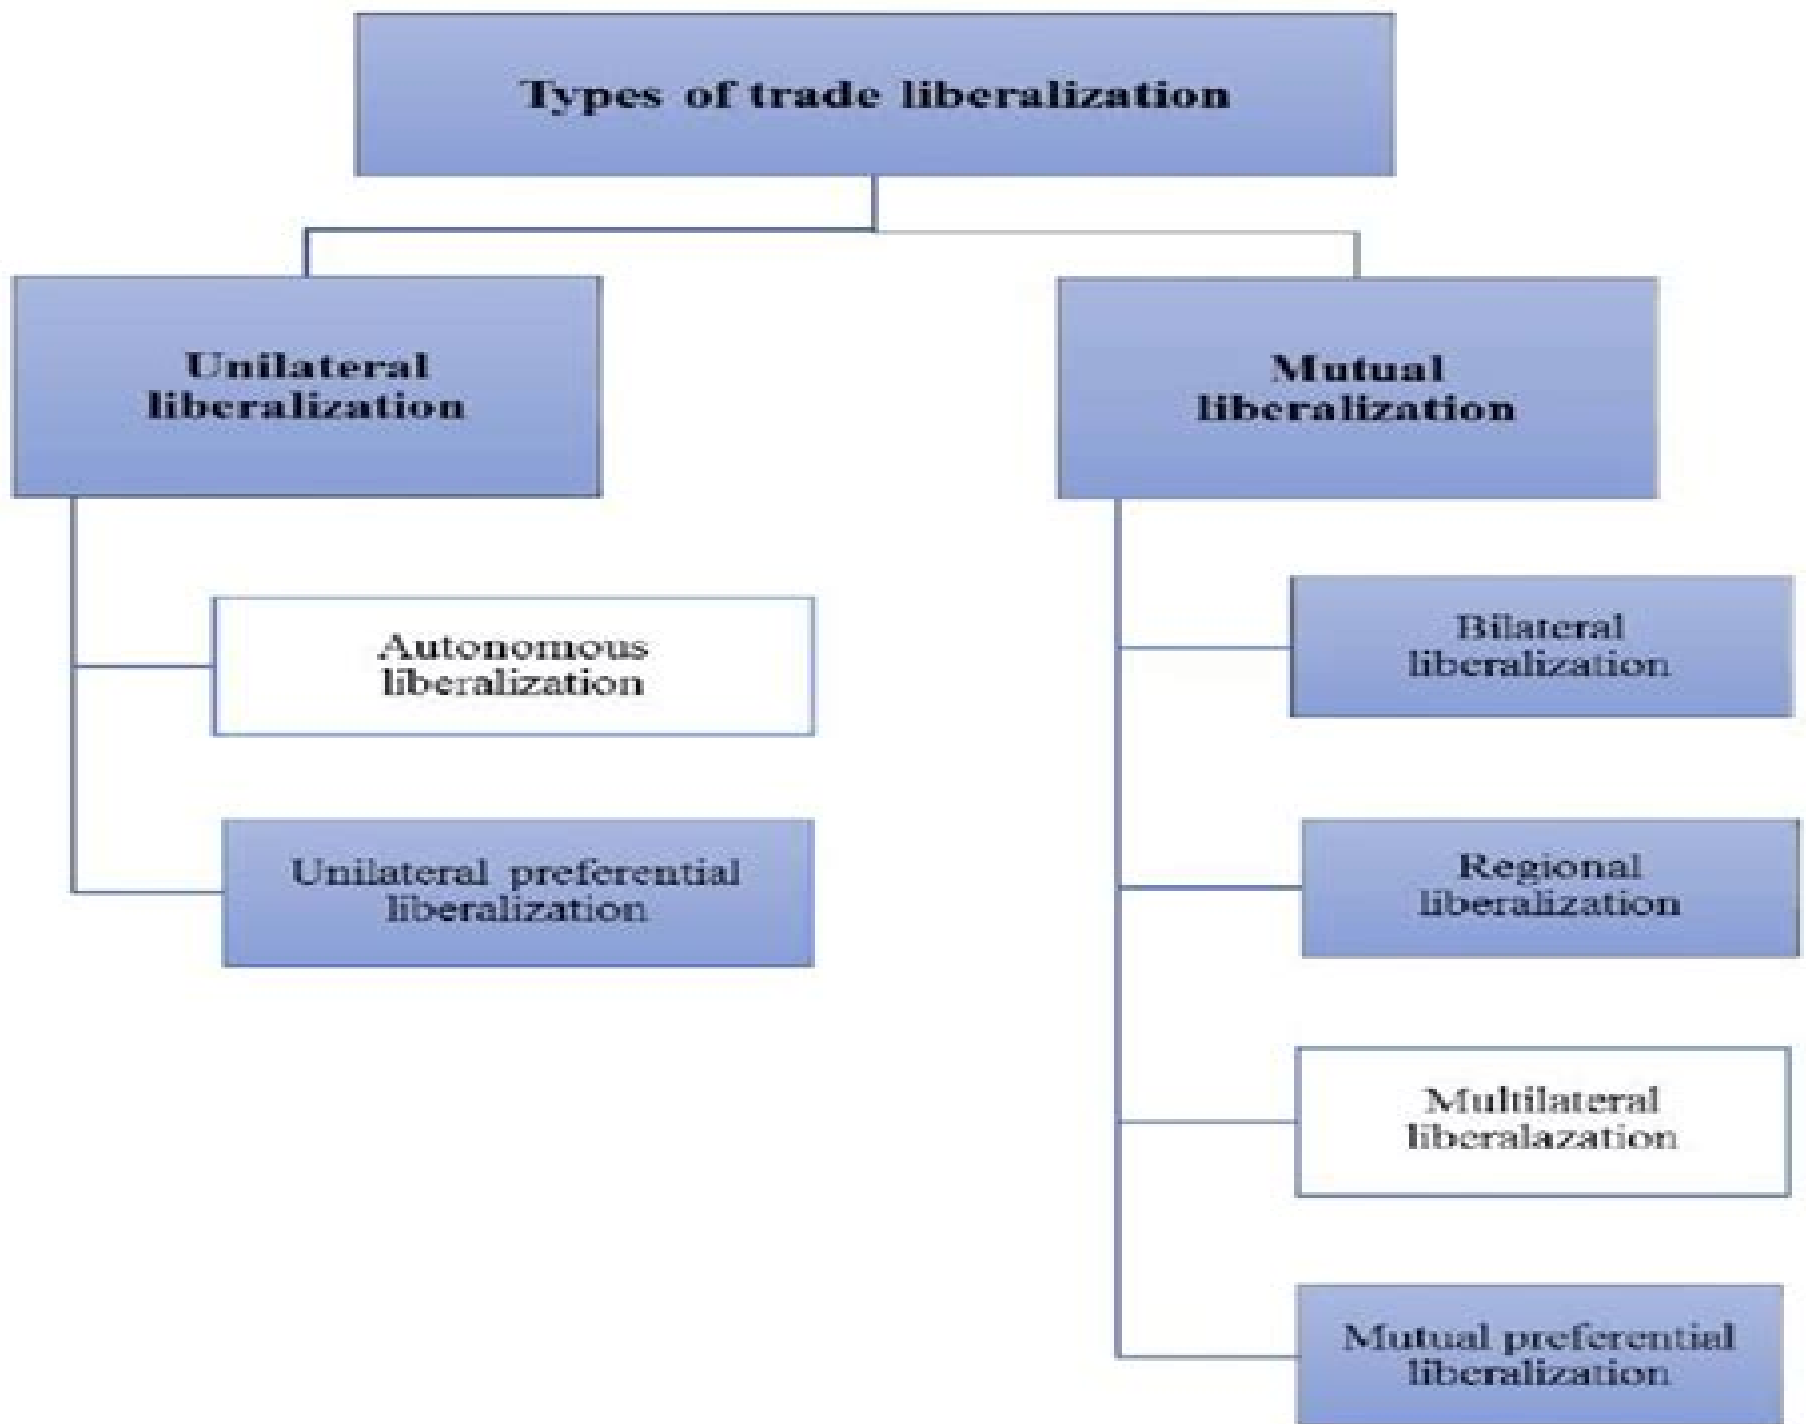 Types of trade liberalization
Unilateral
liberalization
Mutual
liberalization
Autonomous
liberalization
Unilateral preferential
liberalization
Bilateral
liberalization
Regional
liberalization
Multilateral
liberalazation
Mutual preferential
liberalization